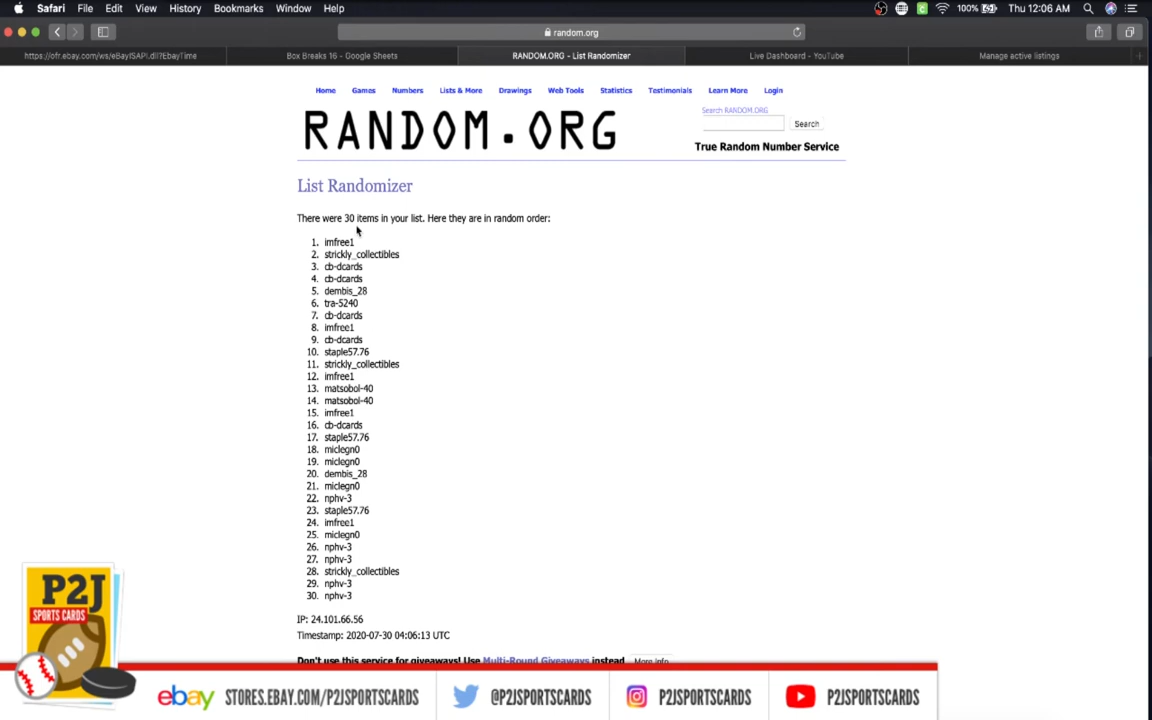 Safari File Edit View History Bookmarks Window Help 100% Thu 12:06 AM
random.org
https://ofr.ebay.com/ws/eBayISAPI.dll?EbayTime Box Breaks 16 - Google Sheets RANDOM.ORG - List Randomizer Live Dashboard - YouTube Manage active listings
Home Games Numbers Lists & More Drawings Web Tools Statistics Testimonials Learn More Login
RANDOM.ORG
Search RANDOM.ORG
Search
True Random Number Service
List Randomizer
There were 30 items in your list. Here they are in random order:
1. imfree1
2. strickly_collectibles
3. cb-dcards
4. cb-dcards
5. dembis_28
6. tra-5240
7. cb-dcards
8. imfree1
9. cb-dcards
10. staple57.76
11. strickly_collectibles
12. imfree1
13. matsobol-40
14. matsobol-40
15. imfree1
16. cb-dcards
17. staple57.76
18. miclegn0
19. miclegn0
20. dembis_28
21. miclegn0
22. nphv-3
23. staple57.76
24. imfree1
25. miclegn0
26. nphv-3
27. nphv-3
28. strickly_collectibles
29. nphv-3
30. nphv-3
IP: 24.101.66.56
Timestamp: 2020-07-30 04:06:13 UTC
Don't use this service for giveaways! Use Multi-Round Giveaways instead More Info
P2J
SPORTS CARDS
ebay STORES.EBAY.COM/P2JSPORTSCARDS @P2JSPORTSCARDS P2JSPORTSCARDS P2JSPORTSCARDS